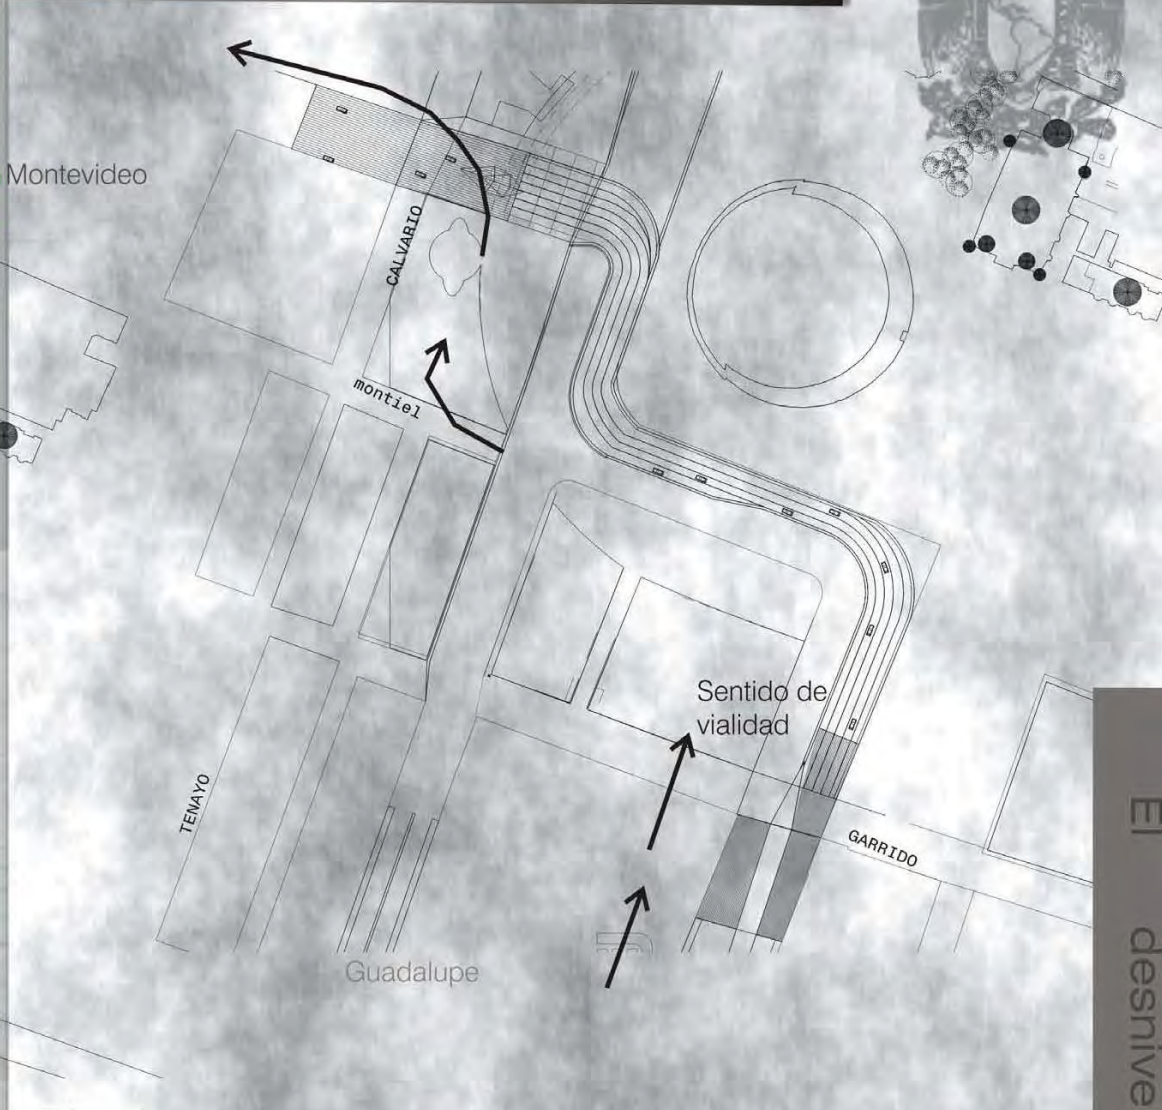 Montevideo
CALVARIO
montiel
Sentido de
vialidad
TENAYO
GARRIDO
Guadalupe
El desnive